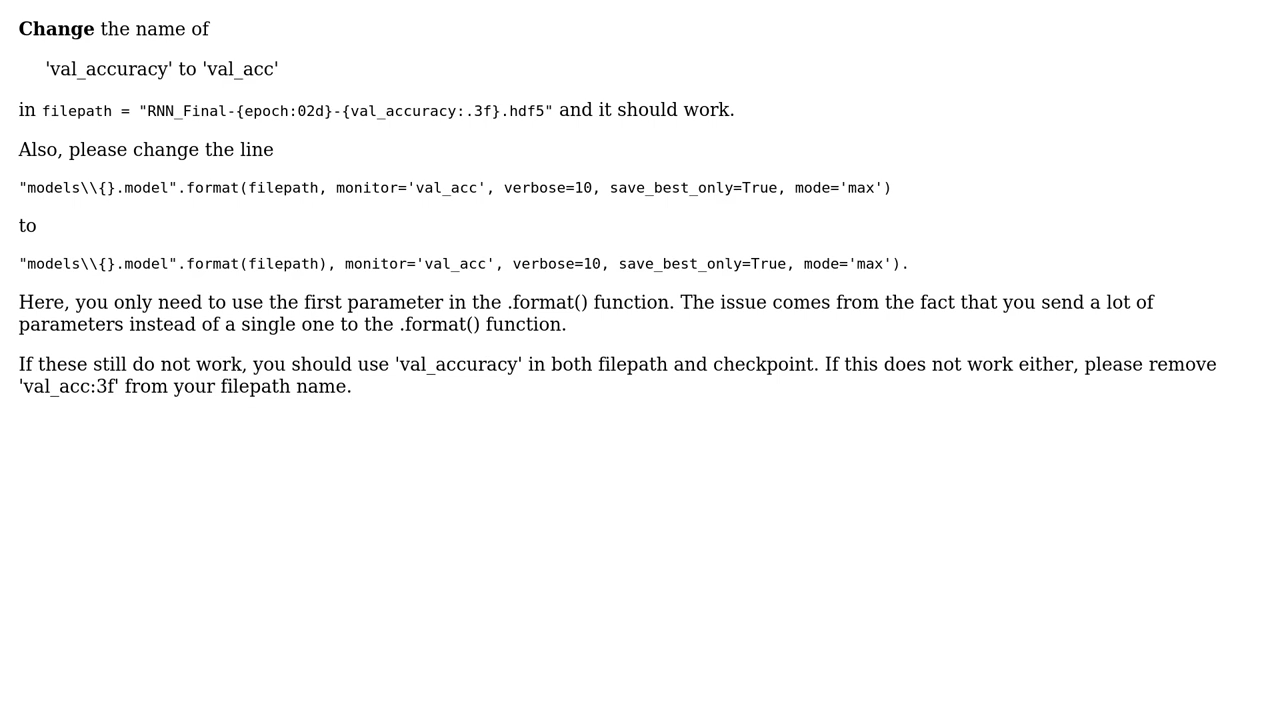 Change the name of
'val_accuracy' to 'val_acc'
in filepath = "RNN_Final-{epoch:02d}-{val_accuracy:.3f}.hdf5" and it should work.
Also, please change the line
"models\\{}.model".format(filepath, monitor='val_acc', verbose=10, save_best_only=True, mode='max')
to
"models\\{}.model".format(filepath), monitor='val_acc', verbose=10, save_best_only=True, mode='max').
Here, you only need to use the first parameter in the .format() function. The issue comes from the fact that you send a lot of
parameters instead of a single one to the .format() function.
If these still do not work, you should use 'val_accuracy' in both filepath and checkpoint. If this does not work either, please remove
'val_acc:3f' from your filepath name.